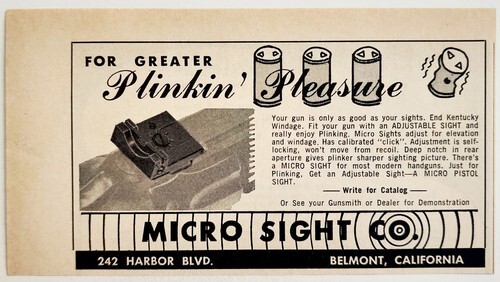 FOR GREATER
Plinkin' Pleasure
Your gun is only as good as your sights. End Kentucky
Windage. Fit your gun with an ADJUSTABLE SIGHT and
really enjoy Plinking. Micro Sights adjust for elevation
and windage. Has calibrated "click". Adjustment is self-
locking, won't move from recoil. Deep notch in rear
aperture gives plinker sharper sighting picture. There's
a MICRO SIGHT for most modern handguns. Just for
Plinking, Get an Adjustable Sight—A MICRO PISTOL
SIGHT.
— Write for Catalog —
Or See your Gunsmith or Dealer for Demonstration
MICRO SIGHT CO.
242 HARBOR BLVD. BELMONT, CALIFORNIA